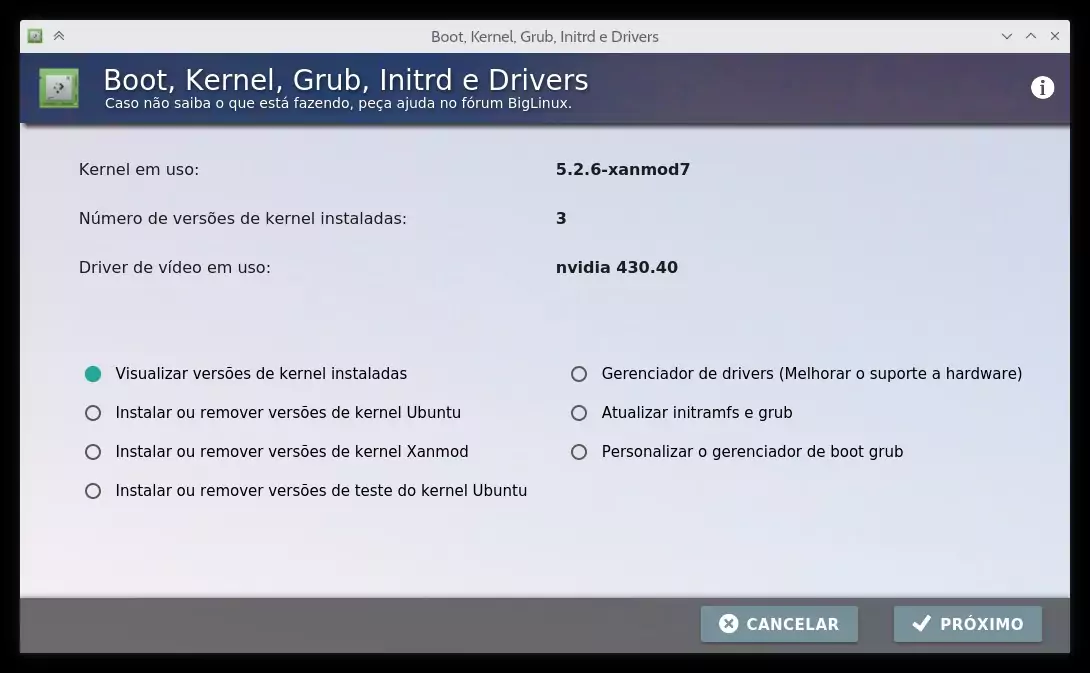 Boot, Kernel, Grub, Initrd e Drivers
Boot, Kernel, Grub, Initrd e Drivers
Caso não saiba o que está fazendo, peça ajuda no fórum BigLinux.
Kernel em uso: 5.2.6-xanmod7
Número de versões de kernel instaladas: 3
Driver de vídeo em uso: nvidia 430.40
Visualizar versões de kernel instaladas
Instalar ou remover versões de kernel Ubuntu
Instalar ou remover versões de kernel Xanmod
Instalar ou remover versões de teste do kernel Ubuntu
Gerenciador de drivers (Melhorar o suporte a hardware)
Atualizar initramfs e grub
Personalizar o gerenciador de boot grub
CANCELAR
PRÓXIMO